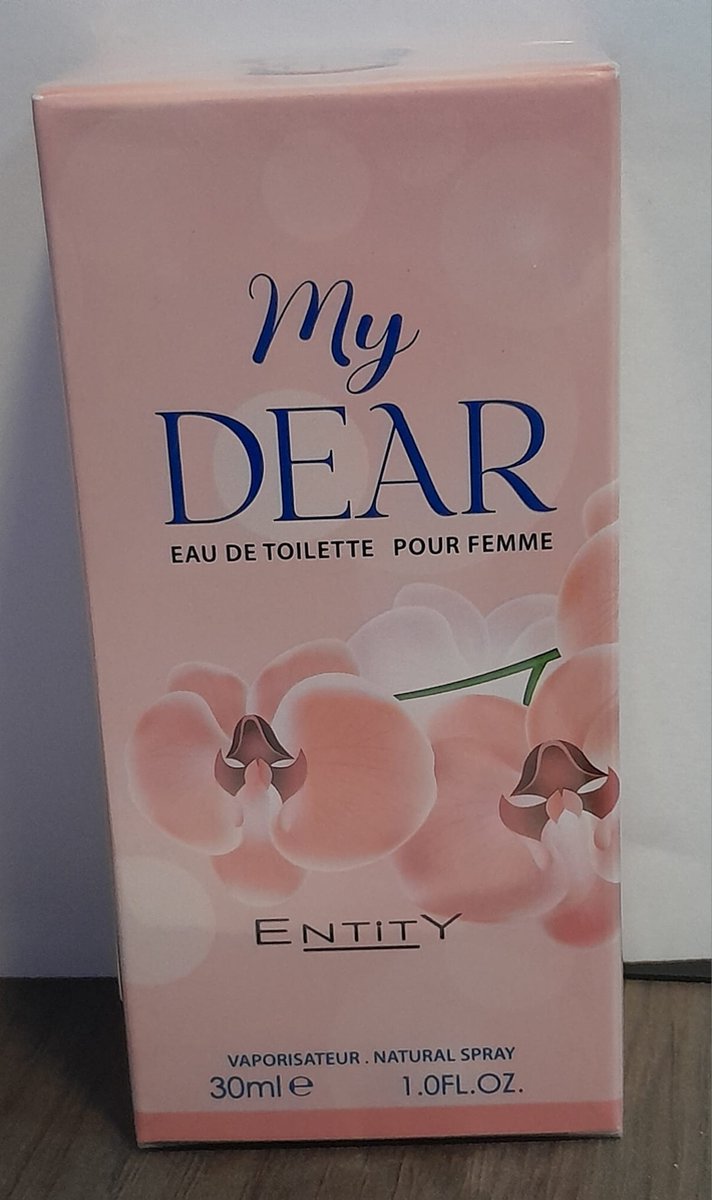 My
DEAR
EAU DE TOILETTE POUR FEMME
ENTiTY
VAPORISATEUR . NATURAL SPRAY
30ml e 1.0FL.OZ.